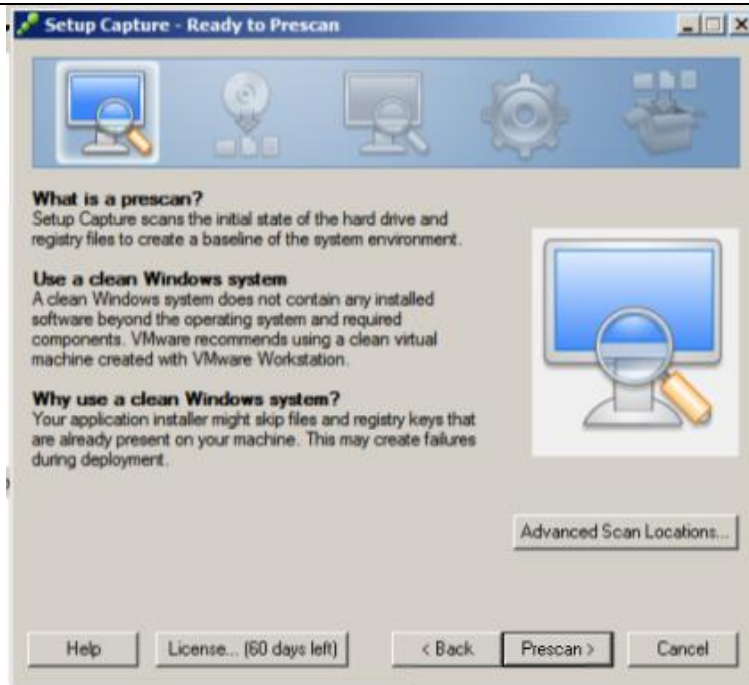 Setup Capture - Ready to Prescan
What is a prescan?
Setup Capture scans the initial state of the hard drive and
registry files to create a baseline of the system environment.
Use a clean Windows system
A clean Windows system does not contain any installed
software beyond the operating system and required
components. VMware recommends using a clean virtual
machine created with VMware Workstation.
Why use a clean Windows system?
Your application installer might skip files and registry keys that
are already present on your machine. This may create failures
during deployment.
Advanced Scan Locations...
Help
License... (60 days left)
< Back
Prescan >
Cancel